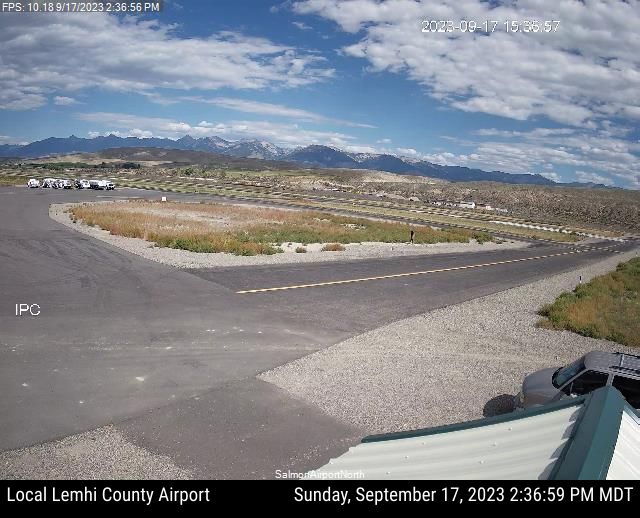 FPS: 10.18 9/17/2023 2:36:56 PM
2023-09-17 15:36:57
IPC
SalmonAirportNorth
Local Lemhi County Airport
Sunday, September 17, 2023 2:36:59 PM MDT